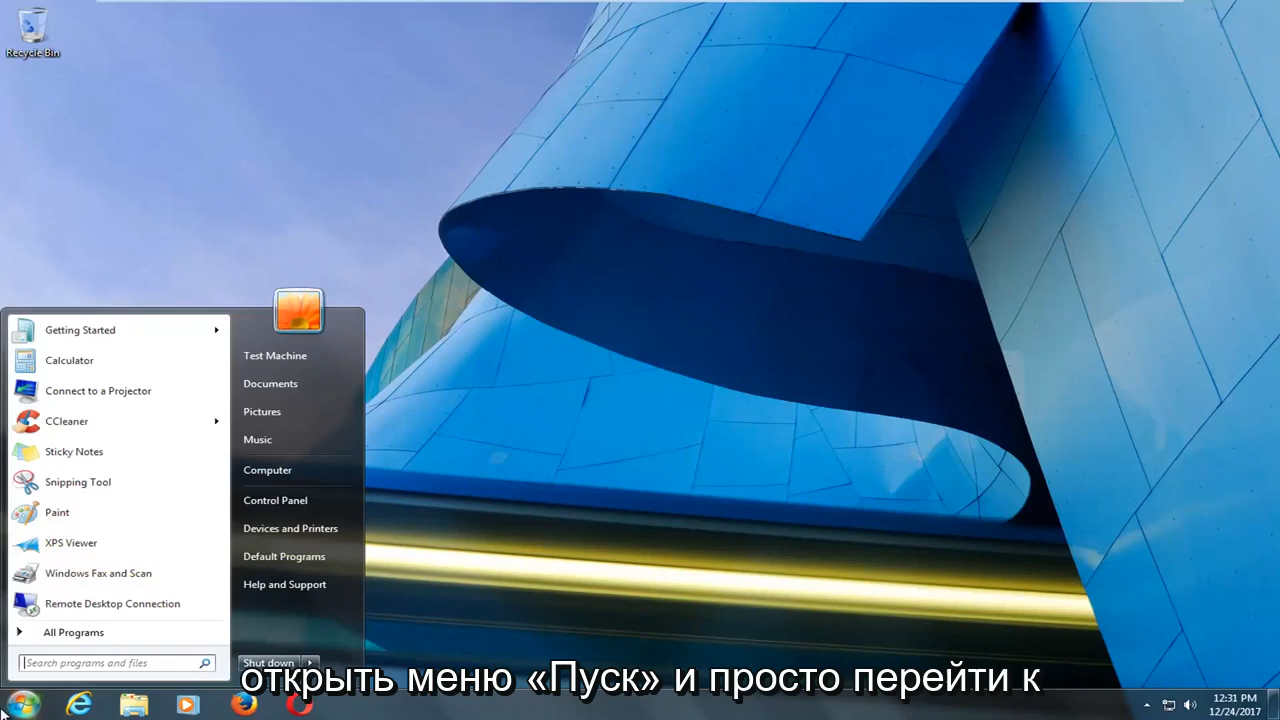 Recycle Bin
Getting Started
Calculator
Connect to a Projector
CCleaner
Sticky Notes
Snipping Tool
Paint
XPS Viewer
Windows Fax and Scan
Remote Desktop Connection
All Programs
Search programs and files
Test Machine
Documents
Pictures
Music
Computer
Control Panel
Devices and Printers
Default Programs
Help and Support
Shut down
открыть меню «Пуск» и просто перейти к
12:31 PM
12/24/2017